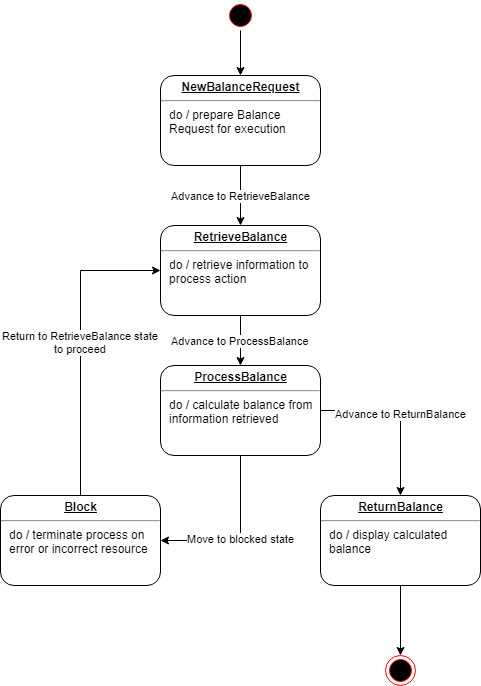 NewBalanceRequest
do / prepare Balance
Request for execution
Advance to RetrieveBalance
RetrieveBalance
do / retrieve information to
process action
Return to RetrieveBalance state
to proceed
Advance to ProcessBalance
ProcessBalance
do / calculate balance from
information retrieved
Advance to ReturnBalance
Block
do / terminate process on
error or incorrect resource
Move to blocked state
ReturnBalance
do / display calculated
balance